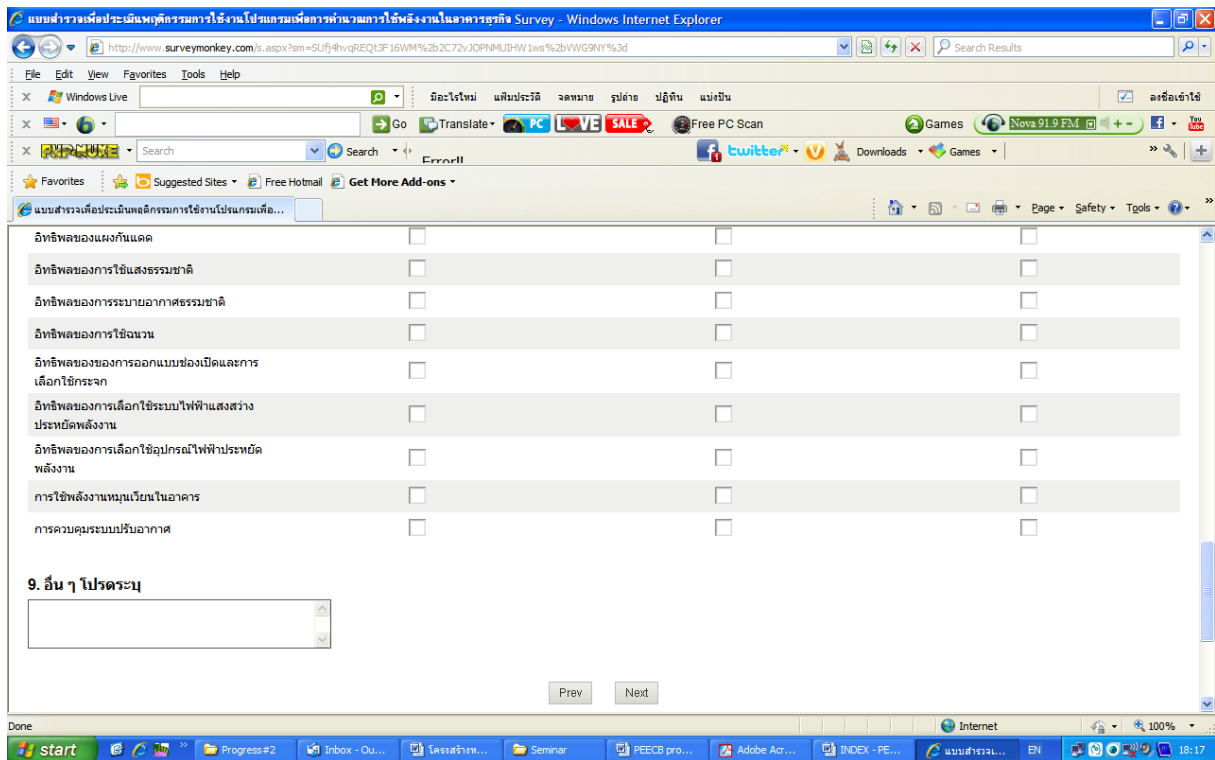 แบบสำรวจเพื่อประเมินพฤติกรรมการใช้งานโปรแกรมเพื่อการคำนวณการใช้พลังงานในอาคารธุรกิจ Survey - Windows Internet Explorer
http://www.surveymonkey.com/s.aspx?sm=SUfj4hvqREQt3F16WM%2b2C72vJOPNMUIHW1ws%2bVWG9NY%3d
Search Results
File Edit View Favorites Tools Help
X Windows Live มีอะไรใหม่ แฟ้มประวัติ จดหมาย รูปถ่าย ปฏิทิน แบ่งปัน ลงชื่อเข้าใช้
x Go Translate PC LOVE SALE Free PC Scan Games Nova 91.9 FM You Tube
x Search Search Error!! twitter Downloads Games
Favorites Suggested Sites Free Hotmail Get More Add-ons
แบบสำรวจเพื่อประเมินพฤติกรรมการใช้งานโปรแกรมเพื่อ... Page Safety Tools
อิทธิพลของแผงกันแดด
อิทธิพลของการใช้แสงธรรมชาติ
อิทธิพลของการระบายอากาศธรรมชาติ
อิทธิพลของการใช้ฉนวน
อิทธิพลของของการออกแบบช่องเปิดและการ
เลือกใช้กระจก
อิทธิพลของการเลือกใช้ระบบไฟฟ้าแสงสว่าง
ประหยัดพลังงาน
อิทธิพลของการเลือกใช้อุปกรณ์ไฟฟ้าประหยัด
พลังงาน
การใช้พลังงานหมุนเวียนในอาคาร
การควบคุมระบบปรับอากาศ
9. อื่น ๆ โปรดระบุ
Prev Next
Done Internet 100%
start Progress#2 Inbox - Ou... โครงสร้างท... Seminar PEECB pro... Adobe Acr... INDEX - PE... แบบสำรวจเ... EN 18:17